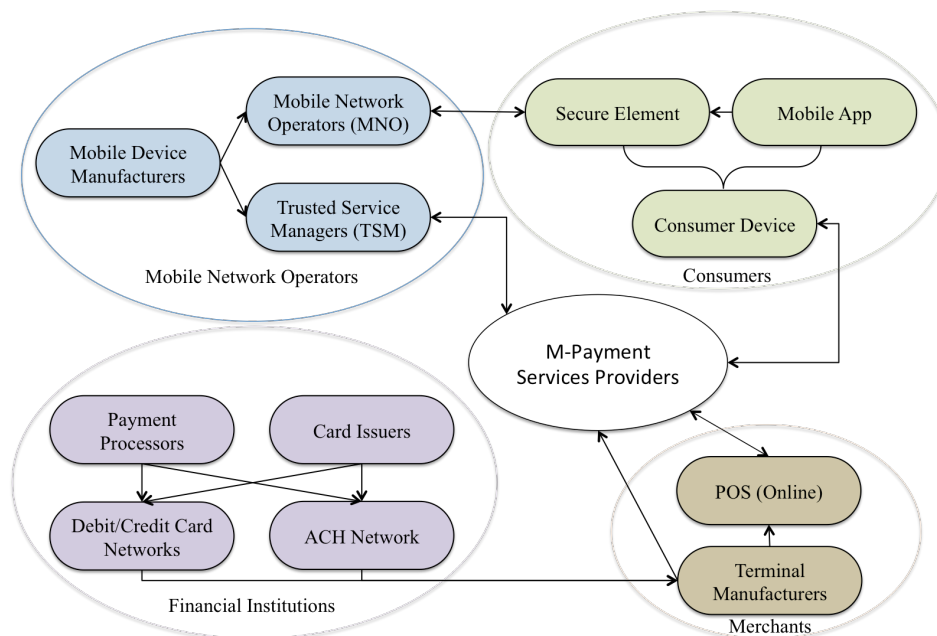 Mobile Network
Operators (MNO)
Mobile Device
Manufacturers
Trusted Service
Managers (TSM)
Mobile Network Operators
Secure Element
Mobile App
Consumer Device
Consumers
M-Payment
Services Providers
Payment
Processors
Card Issuers
Debit/Credit Card
Networks
ACH Network
Financial Institutions
POS (Online)
Terminal
Manufacturers
Merchants